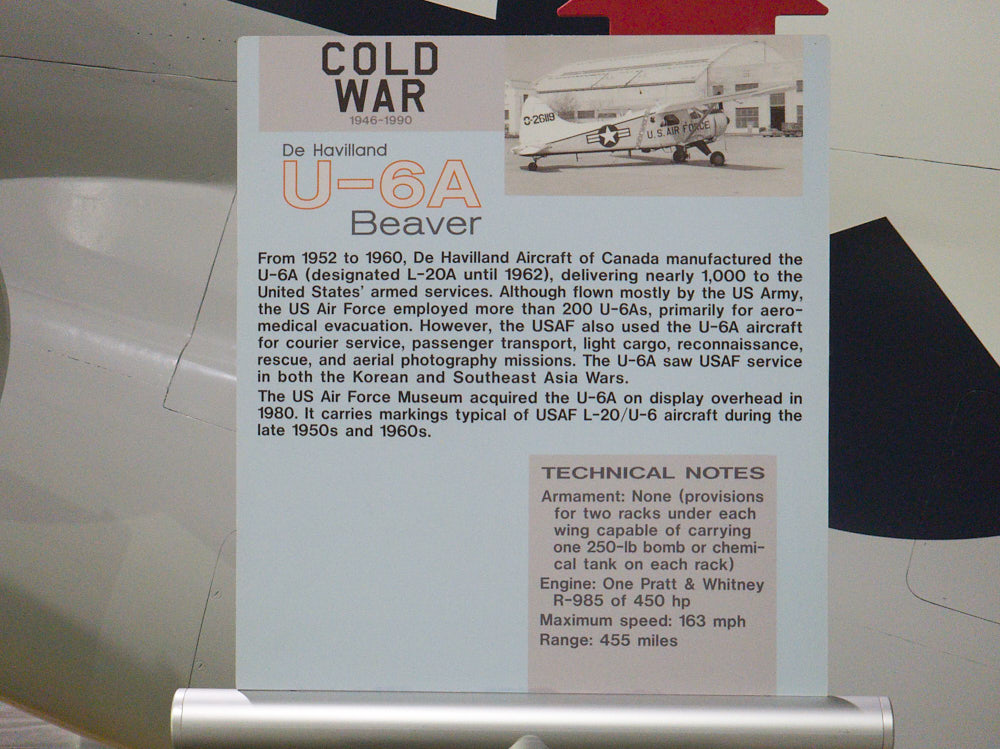 COLD
WAR
1946-1990
O-26119
U.S. AIR FORCE
De Havilland
U-6A
Beaver
From 1952 to 1960, De Havilland Aircraft of Canada manufactured the
U-6A (designated L-20A until 1962), delivering nearly 1,000 to the
United States' armed services. Although flown mostly by the US Army,
the US Air Force employed more than 200 U-6As, primarily for aero-
medical evacuation. However, the USAF also used the U-6A aircraft
for courier service, passenger transport, light cargo, reconnaissance,
rescue, and aerial photography missions. The U-6A saw USAF service
in both the Korean and Southeast Asia Wars.
The US Air Force Museum acquired the U-6A on display overhead in
1980. It carries markings typical of USAF L-20/U-6 aircraft during the
late 1950s and 1960s.
TECHNICAL NOTES
Armament: None (provisions
for two racks under each
wing capable of carrying
one 250-lb bomb or chemi-
cal tank on each rack)
Engine: One Pratt & Whitney
R-985 of 450 hp
Maximum speed: 163 mph
Range: 455 miles